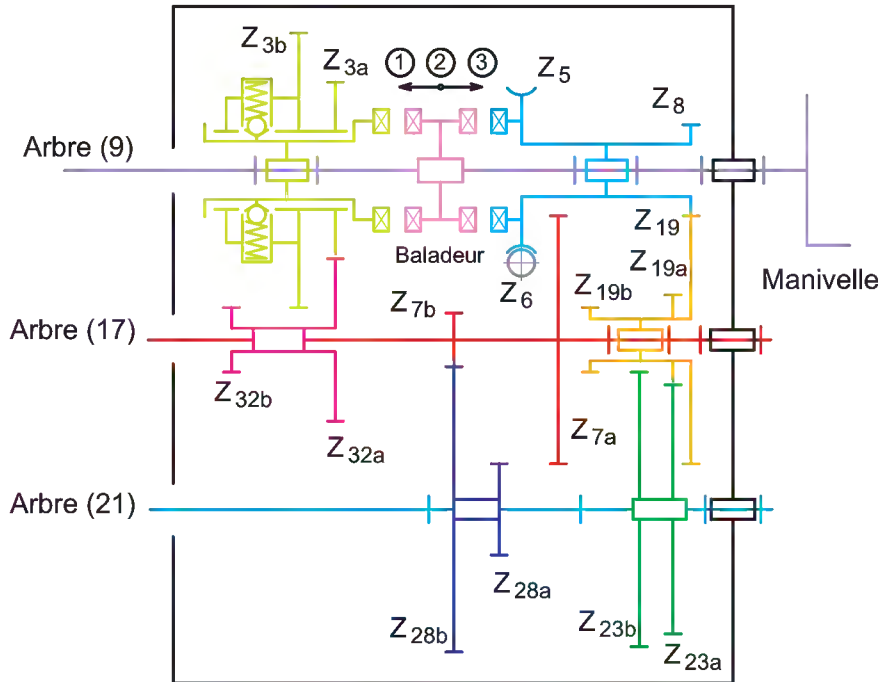 Z3b
Z3a
1 2 3
Z5
Z8
Arbre (9)
Z19
Baladeur
Z19a
Manivelle
Z6
Z19b
Z7b
Arbre (17)
Z32b
Z7a
Z32a
Arbre (21)
Z28a
Z28b
Z23b
Z23a